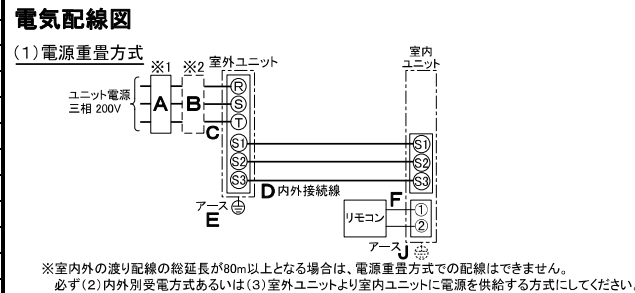 電気配線図
(1)電源重畳方式
※1 ※2 室外ユニット 室内ユニット
ユニット電源
三相 200V
A B C
R
S
T
S1 S1
S2 S2
S3 S3
D 内外接続線
アース
E
F
リモコン
①
②
アース J
※室内外の渡り配線の総延長が80m以上となる場合は、電源重畳方式での配線はできません。
必ず(2)内外別受電方式あるいは(3)室外ユニットより室内ユニットに電源を供給する方式にしてください。